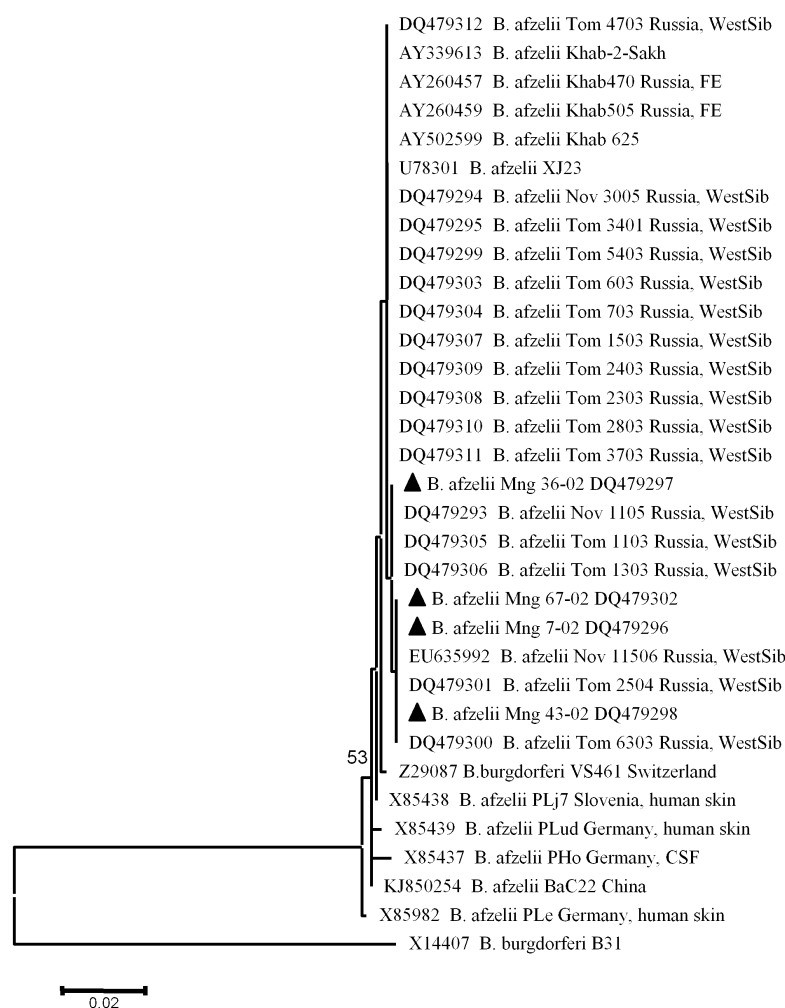 DQ479312 B. afzelii Tom 4703 Russia, WestSib
AY339613 B. afzelii Khab-2-Sakh
AY260457 B. afzelii Khab470 Russia, FE
AY260459 B. afzelii Khab505 Russia, FE
AY502599 B. afzelii Khab 625
U78301 B. afzelii XJ23
DQ479294 B. afzelii Nov 3005 Russia, WestSib
DQ479295 B. afzelii Tom 3401 Russia, WestSib
DQ479299 B. afzelii Tom 5403 Russia, WestSib
DQ479303 B. afzelii Tom 603 Russia, WestSib
DQ479304 B. afzelii Tom 703 Russia, WestSib
DQ479307 B. afzelii Tom 1503 Russia, WestSib
DQ479309 B. afzelii Tom 2403 Russia, WestSib
DQ479308 B. afzelii Tom 2303 Russia, WestSib
DQ479310 B. afzelii Tom 2803 Russia, WestSib
DQ479311 B. afzelii Tom 3703 Russia, WestSib
B. afzelii Mng 36-02 DQ479297
DQ479293 B. afzelii Nov 1105 Russia, WestSib
DQ479305 B. afzelii Tom 1103 Russia, WestSib
DQ479306 B. afzelii Tom 1303 Russia, WestSib
B. afzelii Mng 67-02 DQ479302
B. afzelii Mng 7-02 DQ479296
EU635992 B. afzelii Nov 11506 Russia, WestSib
DQ479301 B. afzelii Tom 2504 Russia, WestSib
B. afzelii Mng 43-02 DQ479298
DQ479300 B. afzelii Tom 6303 Russia, WestSib
53
Z29087 B.burgdorferi VS461 Switzerland
X85438 B. afzelii PLj7 Slovenia, human skin
X85439 B. afzelii PLud Germany, human skin
X85437 B. afzelii PHo Germany, CSF
KJ850254 B. afzelii BaC22 China
X85982 B. afzelii PLe Germany, human skin
X14407 B. burgdorferi B31
0.02